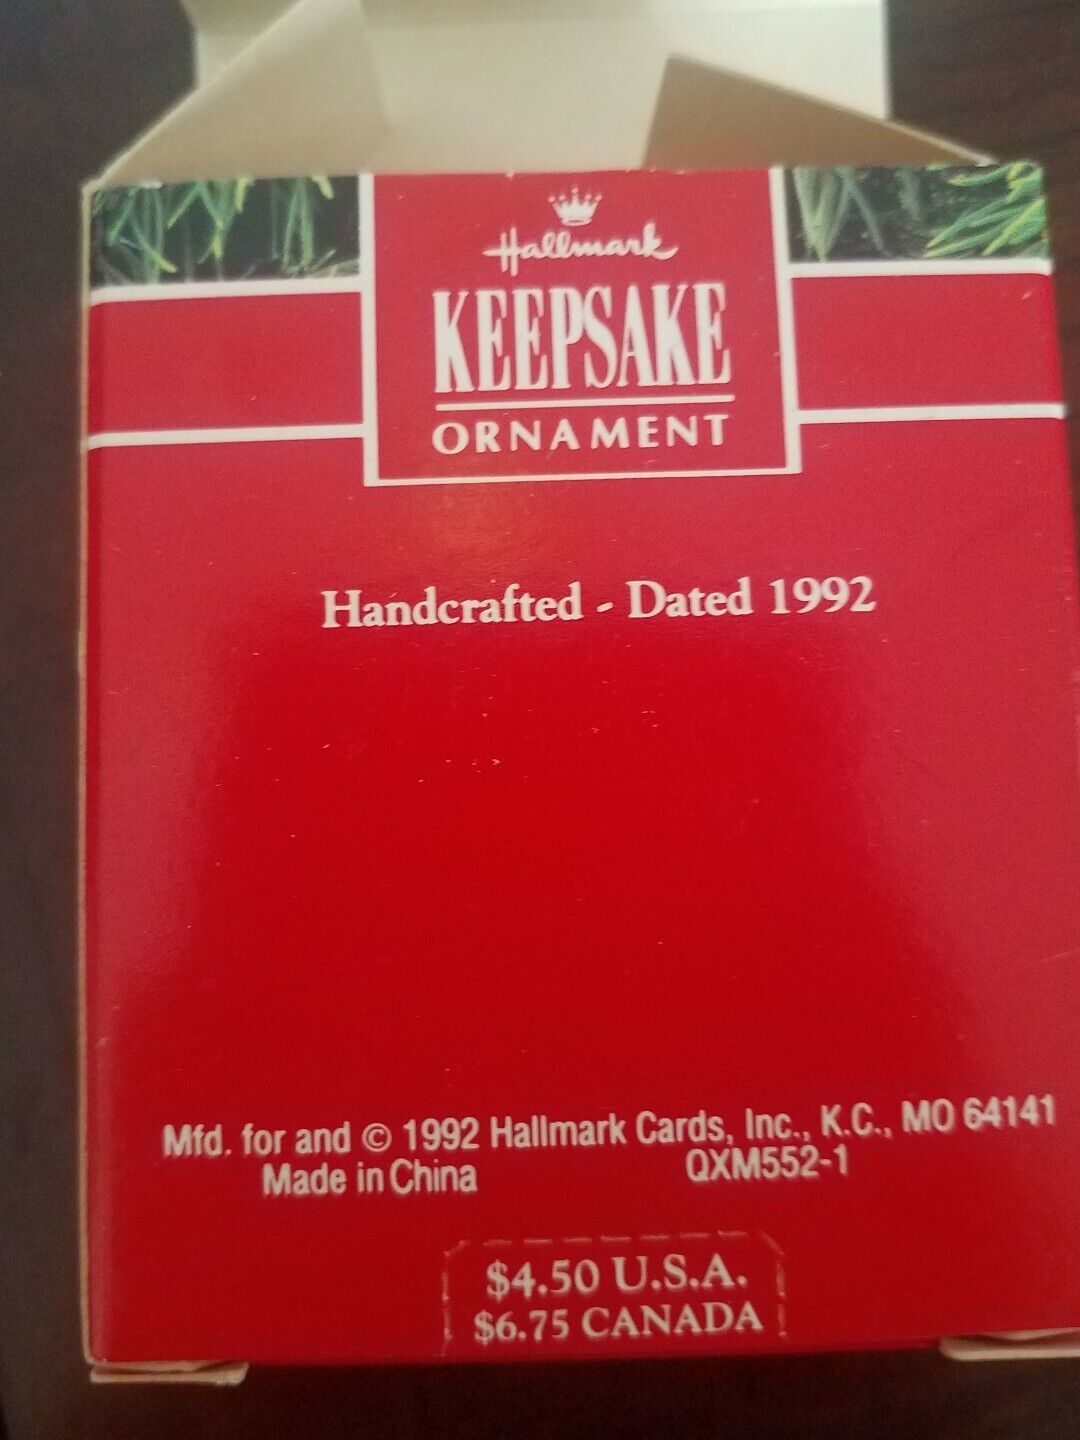 Hallmark
KEEPSAKE
ORNAMENT
Handcrafted - Dated 1992
Mfd. for and © 1992 Hallmark Cards, Inc., K.C., MO 64141
Made in China QXM552-1
$4.50 U.S.A.
$6.75 CANADA